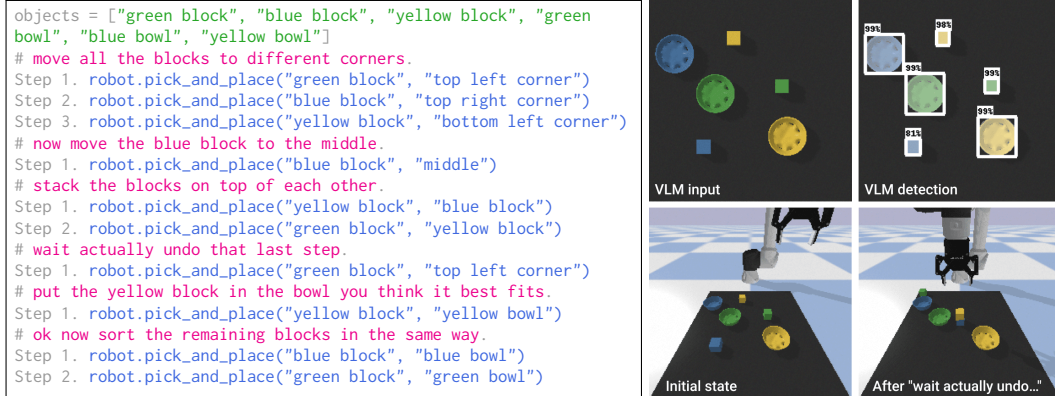 objects = ["green block", "blue block", "yellow block", "green
bowl", "blue bowl", "yellow bowl"]
# move all the blocks to different corners.
Step 1. robot.pick_and_place("green block", "top left corner")
Step 2. robot.pick_and_place("blue block", "top right corner")
Step 3. robot.pick_and_place("yellow block", "bottom left corner")
# now move the blue block to the middle.
Step 1. robot.pick_and_place("blue block", "middle")
# stack the blocks on top of each other.
Step 1. robot.pick_and_place("yellow block", "blue block")
Step 2. robot.pick_and_place("green block", "yellow block")
# wait actually undo that last step.
Step 1. robot.pick_and_place("green block", "top left corner")
# put the yellow block in the bowl you think it best fits.
Step 1. robot.pick_and_place("yellow block", "yellow bowl")
# ok now sort the remaining blocks in the same way.
Step 1. robot.pick_and_place("blue block", "blue bowl")
Step 2. robot.pick_and_place("green block", "green bowl")
VLM input
99%
98%
99%
99%
99%
81%
VLM detection
Initial state
After "wait actually undo…"